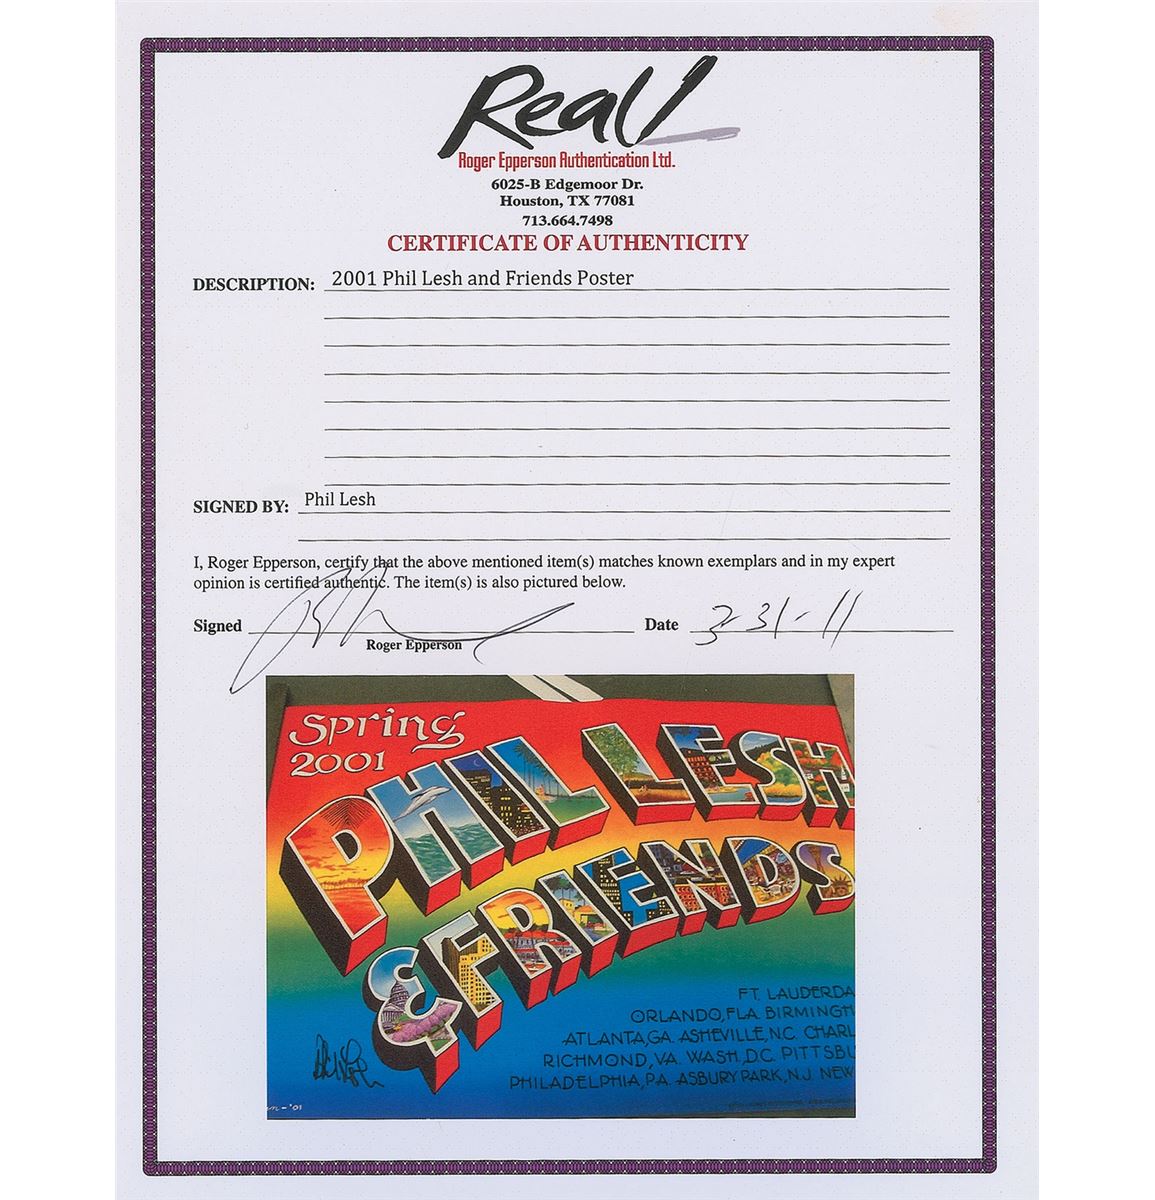 Real!
Roger Epperson Authentication Ltd.
6025-B Edgemoor Dr.
Houston, TX 77081
713.664.7498
CERTIFICATE OF AUTHENTICITY
DESCRIPTION: 2001 Phil Lesh and Friends Poster
SIGNED BY: Phil Lesh
I, Roger Epperson, certify that the above mentioned item(s) matches known exemplars and in my expert
opinion is certified authentic. The item(s) is also pictured below.
Signed Date 3-31-11
Roger Epperson
Spring
2001
PHIL LESH
& FRIENDS
FT. LAUDERDA
ORLANDO, FLA. BIRMINGH
ATLANTA, GA. ASHEVILLE, N.C. CHARL
RICHMOND, VA. WASH, D.C. PITTSBU
PHILADELPHIA, P.A. ASBURY PARK, N.J. NEW
-'01